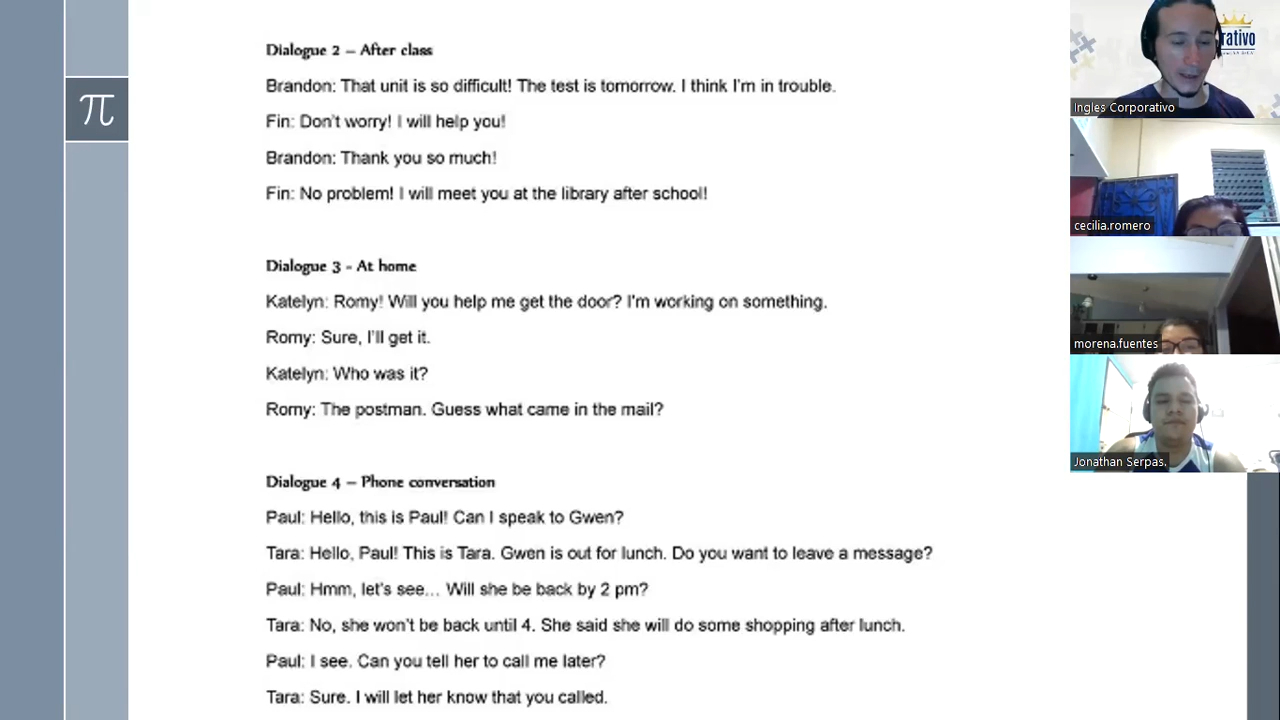 Dialogue 2 – After class
Brandon: That unit is so difficult! The test is tomorrow. I think I'm in trouble.
Fin: Don't worry! I will help you!
Brandon: Thank you so much!
Fin: No problem! I will meet you at the library after school!
Dialogue 3 - At home
Katelyn: Romy! Will you help me get the door? I'm working on something.
Romy: Sure, I'll get it.
Katelyn: Who was it?
Romy: The postman. Guess what came in the mail?
Dialogue 4 – Phone conversation
Paul: Hello, this is Paul! Can I speak to Gwen?
Tara: Hello, Paul! This is Tara. Gwen is out for lunch. Do you want to leave a message?
Paul: Hmm, let's see... Will she be back by 2 pm?
Tara: No, she won't be back until 4. She said she will do some shopping after lunch.
Paul: I see. Can you tell her to call me later?
Tara: Sure. I will let her know that you called.
π
rativo
Ingles Corporativo
cecilia.romero
morena.fuentes
Jonathan Serpas.